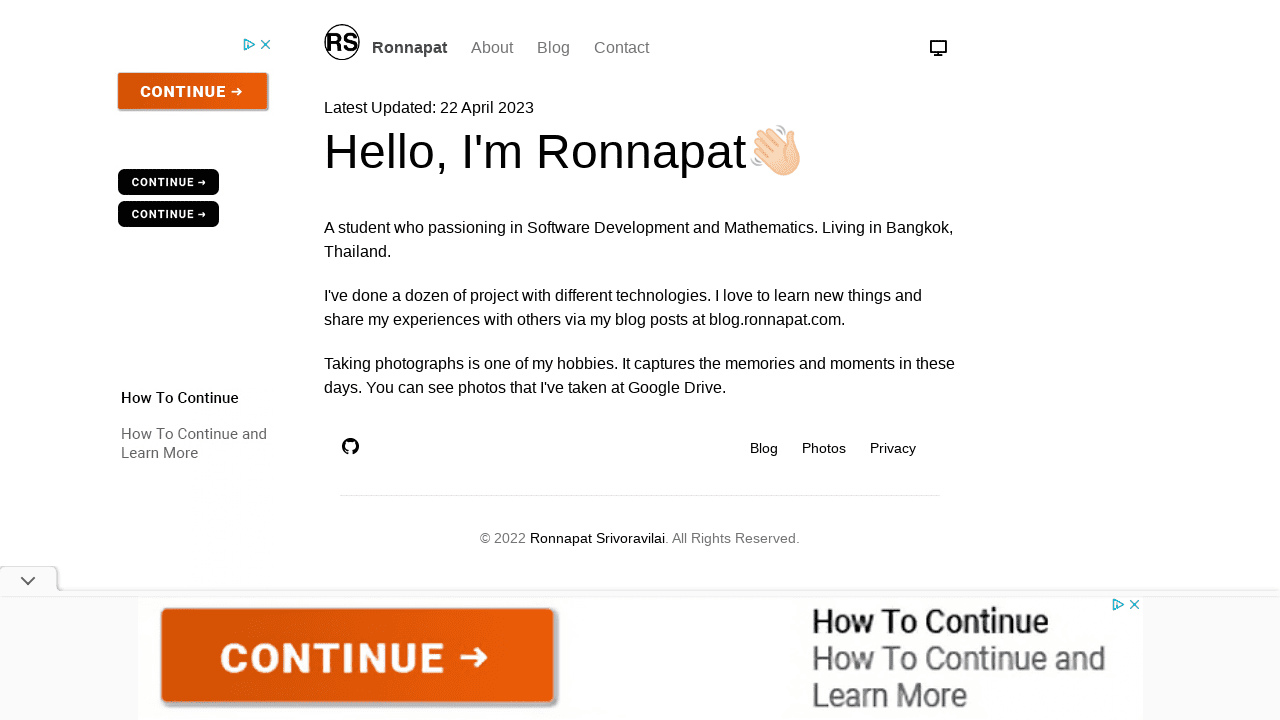 RS Ronnapat About Blog Contact
CONTINUE →
Latest Updated: 22 April 2023
Hello, I'm Ronnapat👋🏻
CONTINUE →
CONTINUE →
A student who passioning in Software Development and Mathematics. Living in Bangkok,
Thailand.
I've done a dozen of project with different technologies. I love to learn new things and
share my experiences with others via my blog posts at blog.ronnapat.com.
Taking photographs is one of my hobbies. It captures the memories and moments in these
days. You can see photos that I've taken at Google Drive.
How To Continue
How To Continue and
Learn More
Blog Photos Privacy
© 2022 Ronnapat Srivoravilai. All Rights Reserved.
CONTINUE →
How To Continue
How To Continue and
Learn More